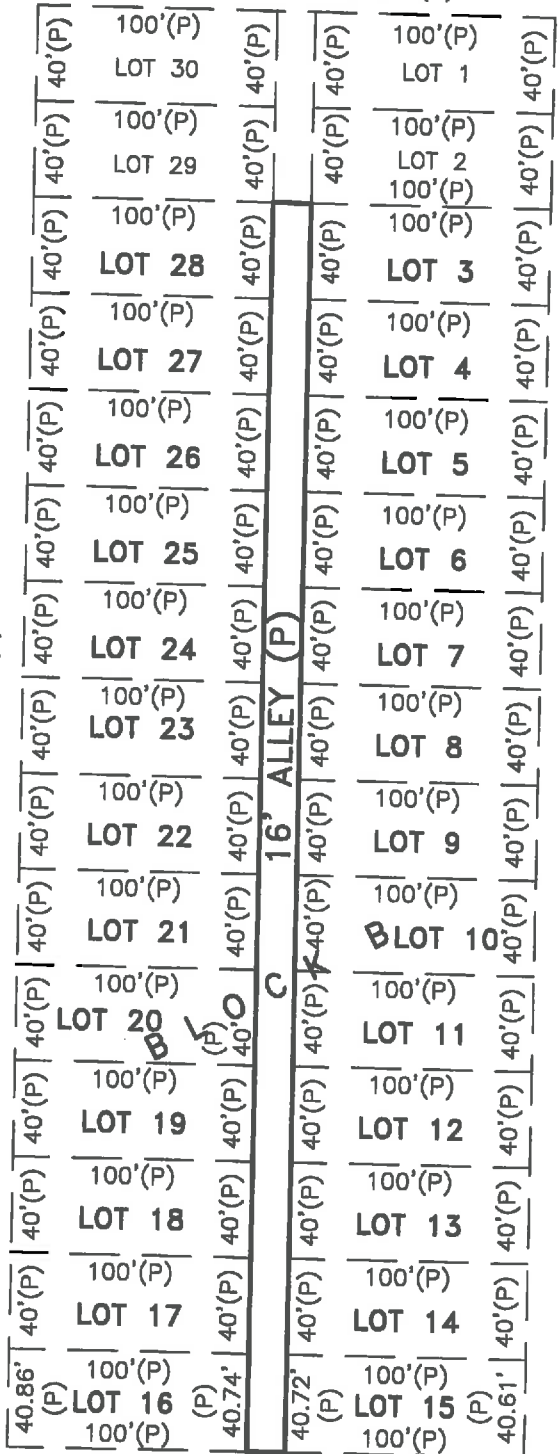 100'(P) 100'(P)
40'(P) LOT 30 40'(P) 40'(P) LOT 1 40'(P)
100'(P) 100'(P)
40'(P) LOT 29 40'(P) 40'(P) LOT 2 40'(P)
100'(P)
100'(P) 100'(P)
40'(P) LOT 28 40'(P) 40'(P) LOT 3 40'(P)
100'(P) 100'(P)
40'(P) LOT 27 40'(P) 40'(P) LOT 4 40'(P)
100'(P) 100'(P)
40'(P) LOT 26 40'(P) 40'(P) LOT 5 40'(P)
100'(P) 100'(P)
40'(P) LOT 25 40'(P) 40'(P) LOT 6 40'(P)
100'(P) 100'(P)
40'(P) LOT 24 40'(P) 40'(P) LOT 7 40'(P)
16' ALLEY (P)
100'(P) 100'(P)
40'(P) LOT 23 40'(P) 40'(P) LOT 8 40'(P)
100'(P) 100'(P)
40'(P) LOT 22 40'(P) 40'(P) LOT 9 40'(P)
100'(P) 100'(P)
40'(P) LOT 21 40'(P) 40'(P) LOT 10 40'(P)
BLOCK B
100'(P) 100'(P)
40'(P) LOT 20 40' (P) 40'(P) LOT 11 40'(P)
100'(P) 100'(P)
40'(P) LOT 19 40'(P) 40'(P) LOT 12 40'(P)
100'(P) 100'(P)
40'(P) LOT 18 40'(P) 40'(P) LOT 13 40'(P)
100'(P) 100'(P)
40'(P) LOT 17 40'(P) 40'(P) LOT 14 40'(P)
100'(P) 100'(P)
40.86' (P) LOT 16 (P) 40.74' 40.72' (P) LOT 15 (P) 40.61'
100'(P) 100'(P)